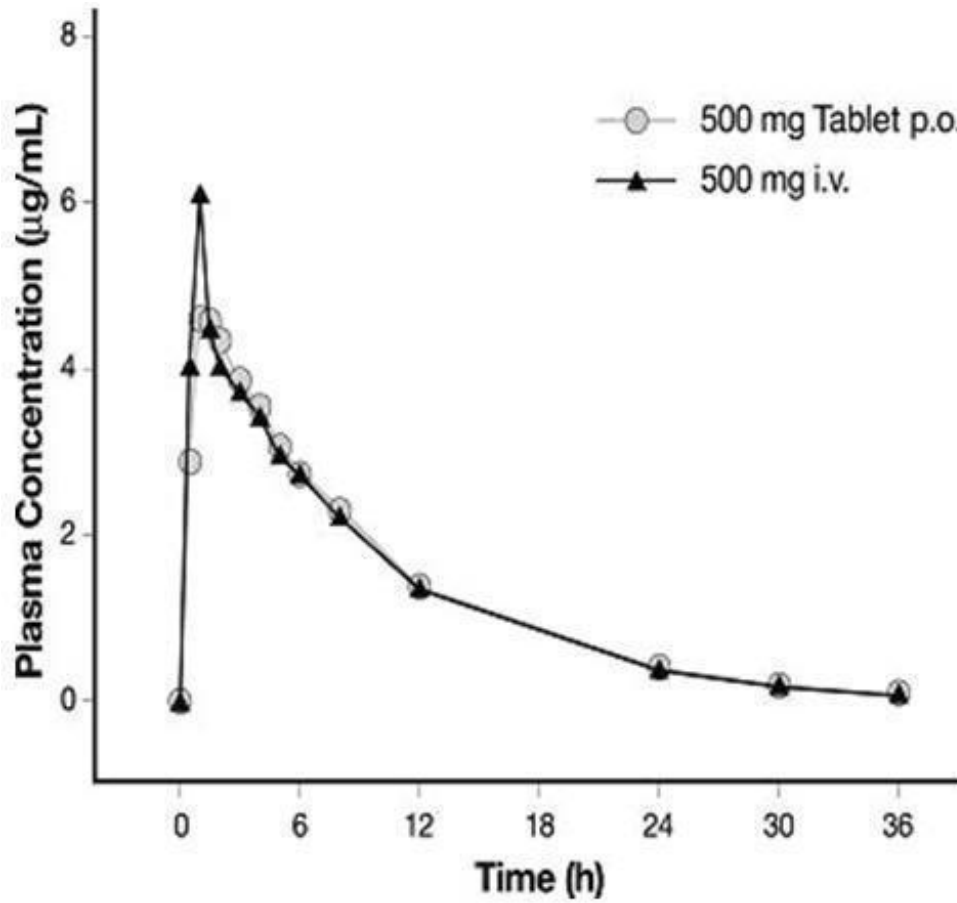 8
6
4
2
0
Plasma Concentration (µg/mL)
500 mg Tablet p.o.
500 mg i.v.
0 6 12 18 24 30 36
Time (h)